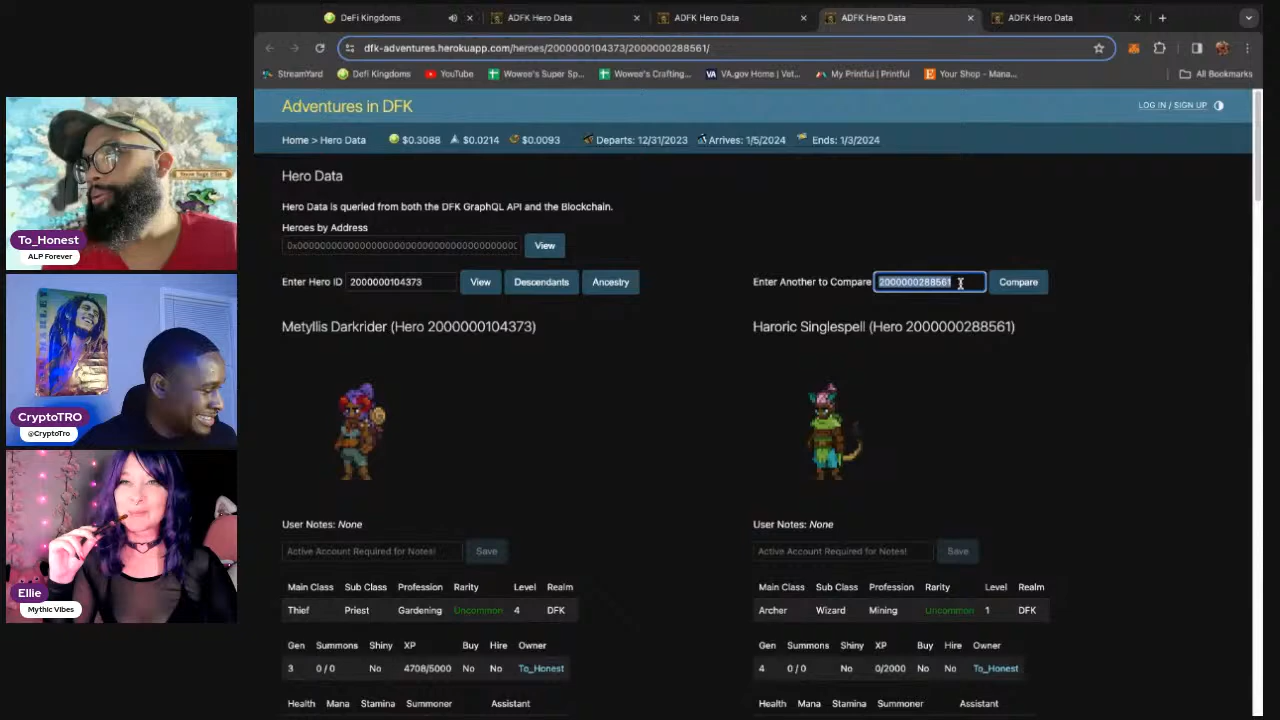 DeFi Kingdoms
ADFK Hero Data
ADFK Hero Data
ADFK Hero Data
ADFK Hero Data
dfk-adventures.herokuapp.com/heroes/2000000104373/2000000288561/
StreamYard
Defi Kingdoms
YouTube
Wowee's Super Sp...
Wowee's Crafting...
VA.gov Home | Vet...
My Printful | Printful
Your Shop - Mana...
All Bookmarks
Adventures in DFK
LOG IN / SIGN UP
Home > Hero Data
$0.3088
$0.0214
$0.0093
Departs: 12/31/2023
Arrives: 1/5/2024
Ends: 1/3/2024
Hero Data
Hero Data is queried from both the DFK GraphQL API and the Blockchain.
Heroes by Address
View
Enter Hero ID 2000000104373 View Descendants Ancestry
Enter Another to Compare 2000000288561 Compare
Metyllis Darkrider (Hero 2000000104373)
Haroric Singlespell (Hero 2000000288561)
User Notes: None
User Notes: None
Active Account Required for Notes! Save
Active Account Required for Notes! Save
Main Class Sub Class Profession Rarity Level Realm
Thief Priest Gardening Uncommon 4 DFK
Gen Summons Shiny XP Buy Hire Owner
3 0/0 No 4708/5000 No No To_Honest
Health Mana Stamina Summoner Assistant
Main Class Sub Class Profession Rarity Level Realm
Archer Wizard Mining Uncommon 1 DFK
Gen Summons Shiny XP Buy Hire Owner
4 0/0 No 0/2000 No No To_Honest
Health Mana Stamina Summoner Assistant
To_Honest
ALP Forever
CryptoTRO
@CryptoTro
Ellie
Mythic Vibes